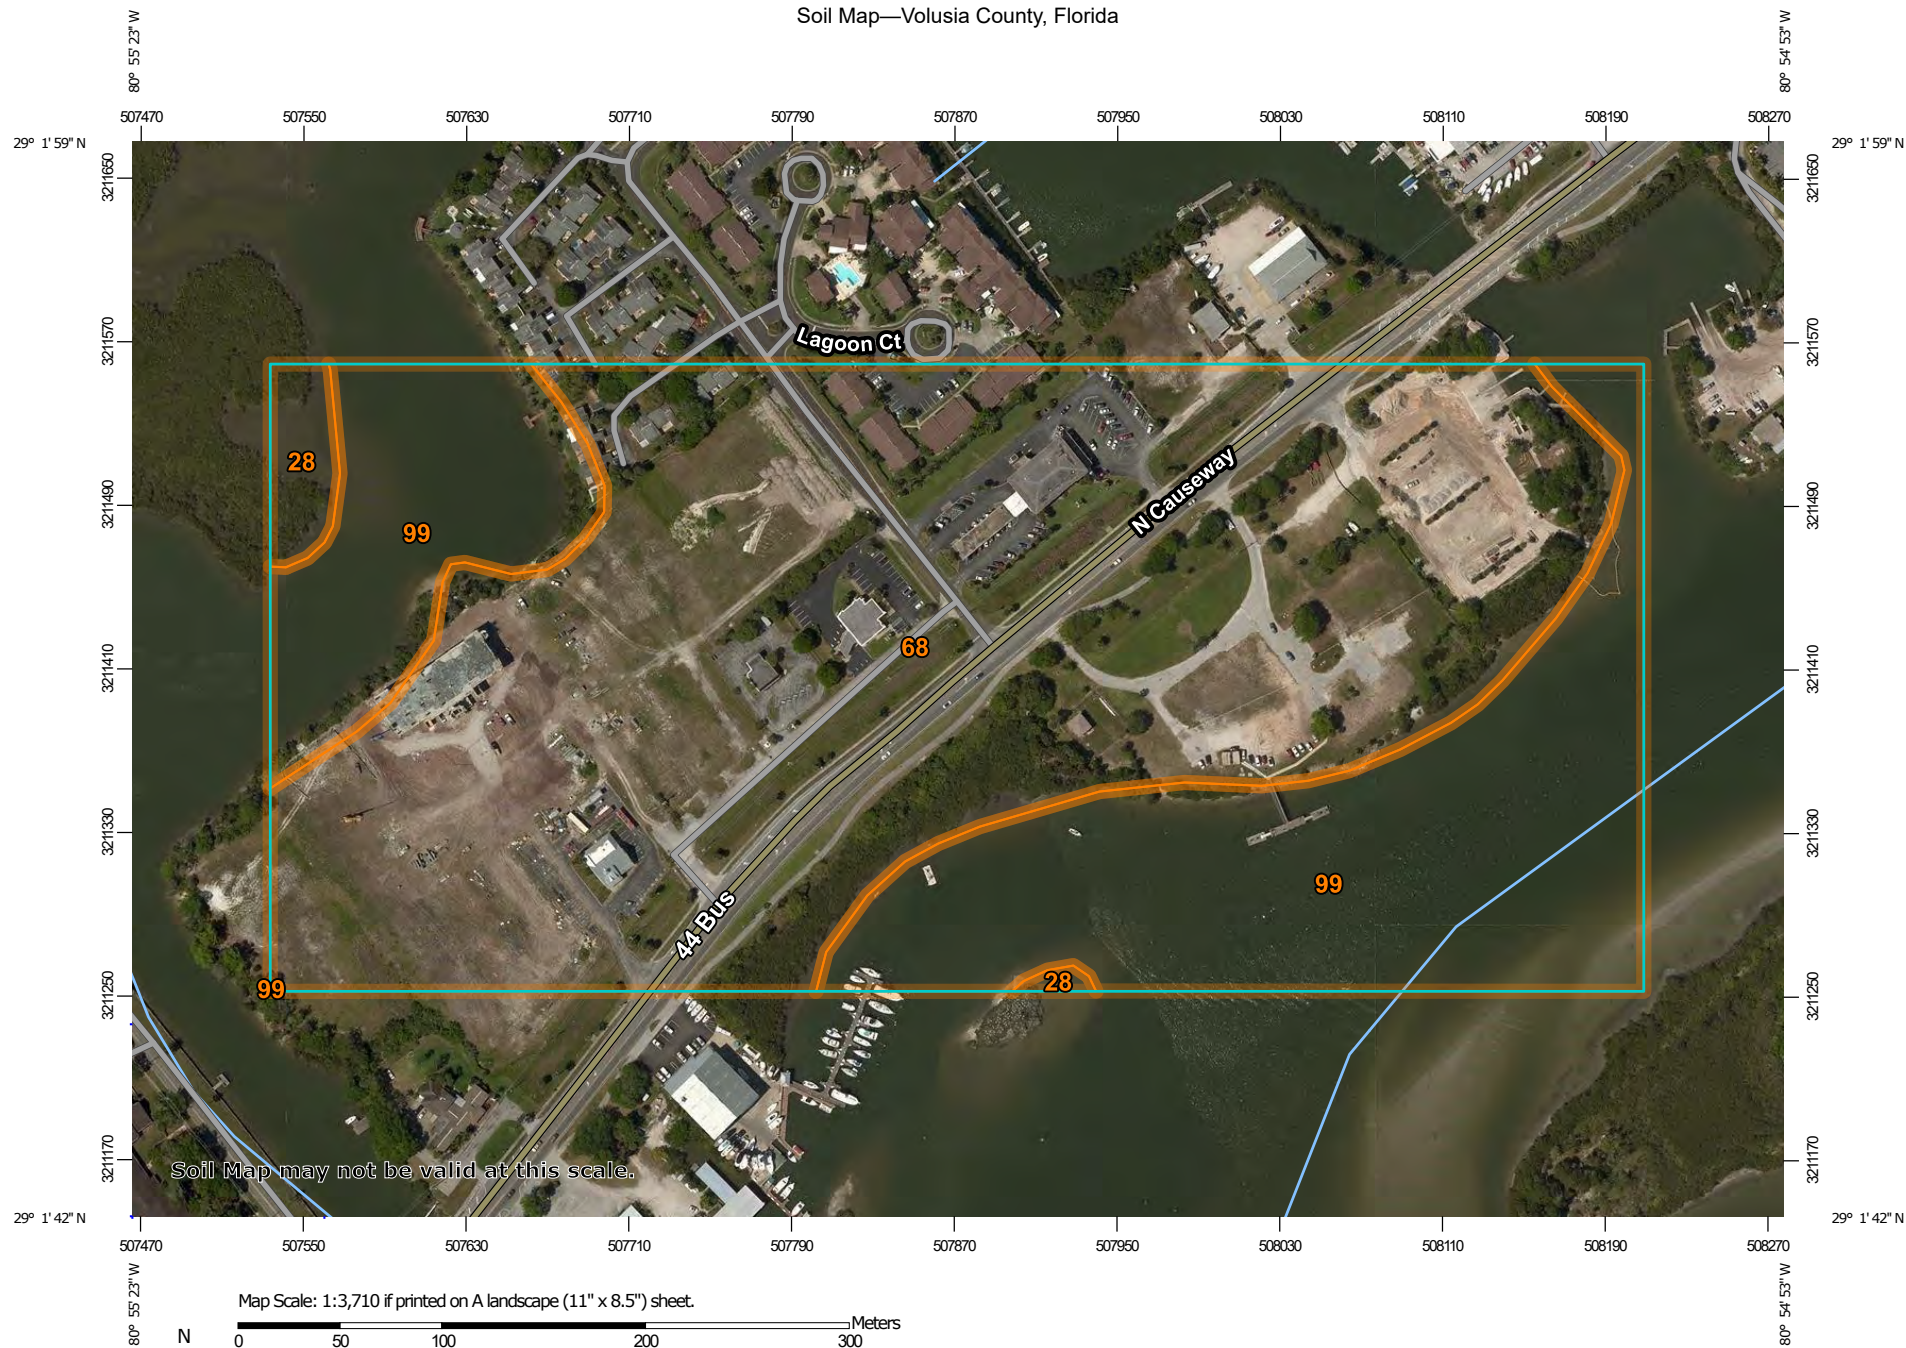 Soil Map—Volusia County, Florida
80° 55' 23" W
80° 54' 53" W
507470 507550 507630 507710 507790 507870 507950 508030 508110 508190 508270
29° 1' 59" N
29° 1' 59" N
3211650
3211650
3211570
3211570
Lagoon Ct
28
3211490
3211490
N Causeway
99
3211410
3211410
68
3211330
3211330
99
44 Bus
99
28
3211250
3211250
3211170
3211170
Soil Map may not be valid at this scale.
29° 1' 42" N
29° 1' 42" N
507470 507550 507630 507710 507790 507870 507950 508030 508110 508190 508270
80° 55' 23" W
80° 54' 53" W
Map Scale: 1:3,710 if printed on A landscape (11" x 8.5") sheet.
Meters
N
0 50 100 200 300